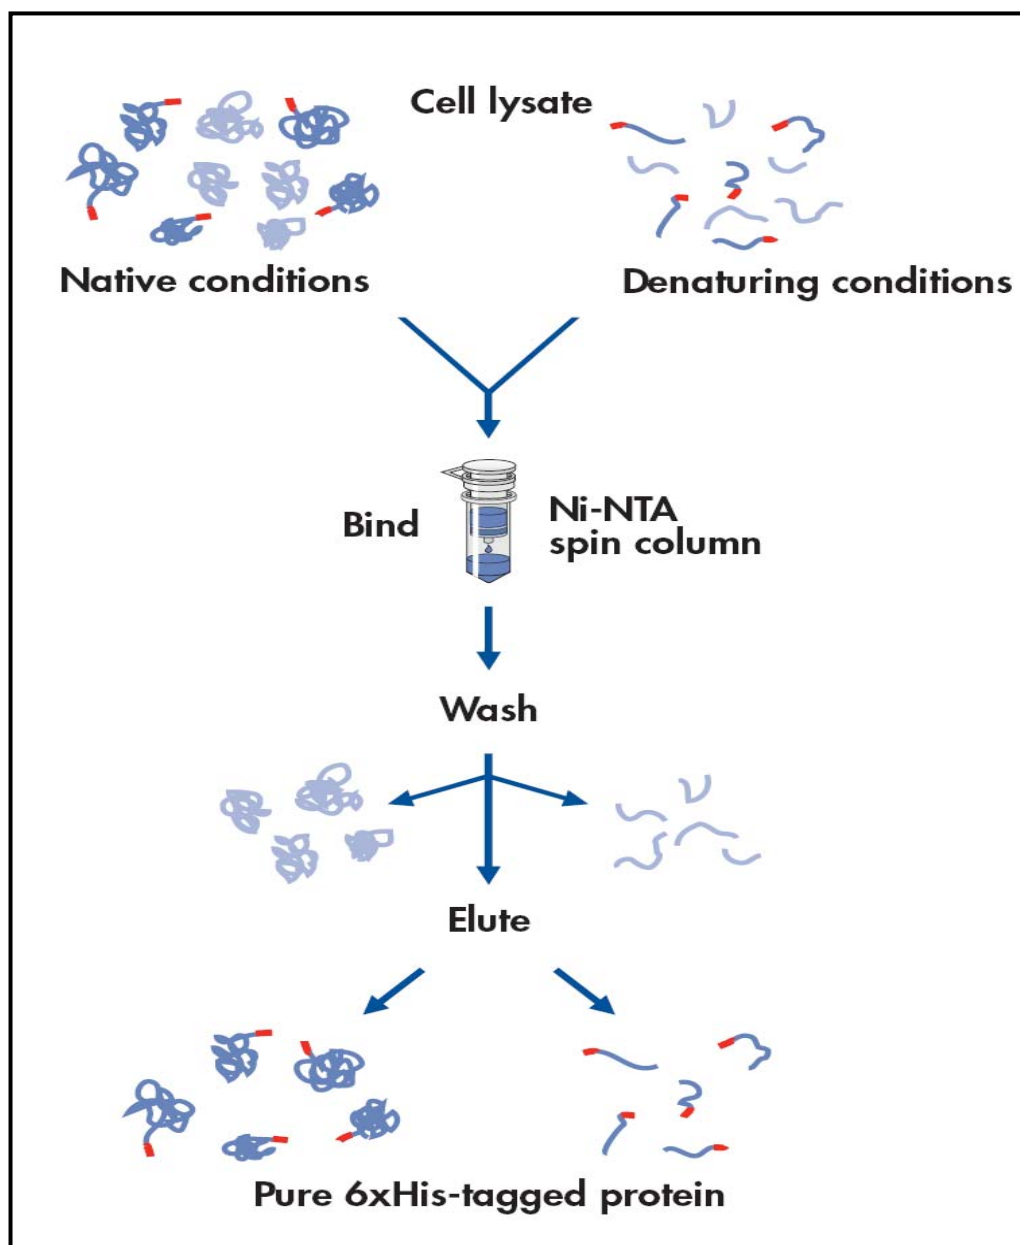 Cell lysate
Native conditions
Denaturing conditions
Bind
Ni-NTA
spin column
Wash
Elute
Pure 6xHis-tagged protein